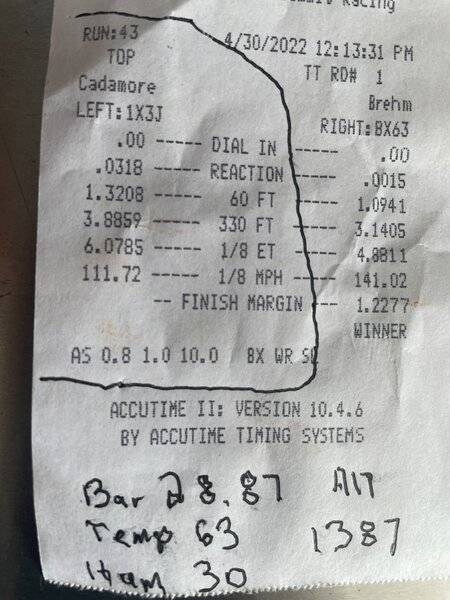 Racing
RUN:43 4/30/2022 12:13:31 PM
TOP TT RD# 1
Cadamore Brehm
LEFT:1X3J RIGHT:BX63
.00 ----- DIAL IN ----- .00
.0318 ----- REACTION ----- .0015
1.3208 ----- 60 FT ----- 1.0941
3.8859 ----- 330 FT ----- 3.1405
6.0785 ----- 1/8 ET ----- 4.8811
111.72 ----- 1/8 MPH ----- 141.02
-- FINISH MARGIN --- 1.2277
WINNER
AS 0.8 1.0 10.0 BX WR
ACCUTIME II: VERSION 10.4.6
BY ACCUTIME TIMING SYSTEMS
Bar 28.87 Alt
Temp 63 1387
Hum 30